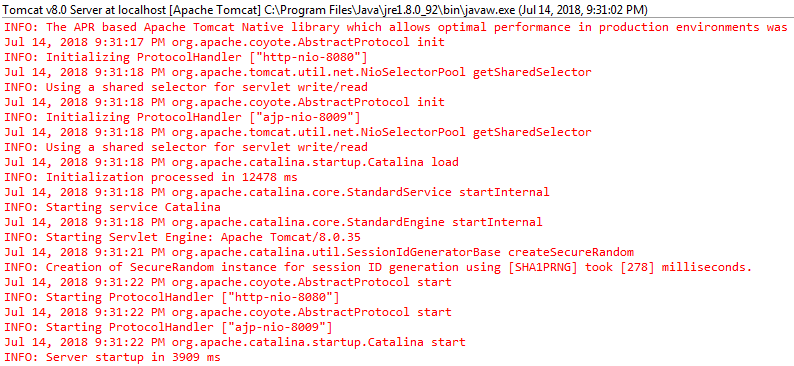 Tomcat v8.0 Server at localhost [Apache Tomcat] C:\Program Files\Java\jre1.8.0_92\bin\javaw.exe (Jul 14, 2018, 9:31:02 PM)
INFO: The APR based Apache Tomcat Native library which allows optimal performance in production environments was
Jul 14, 2018 9:31:17 PM org.apache.coyote.AbstractProtocol init
INFO: Initializing ProtocolHandler ["http-nio-8080"]
Jul 14, 2018 9:31:18 PM org.apache.tomcat.util.net.NioSelectorPool getSharedSelector
INFO: Using a shared selector for servlet write/read
Jul 14, 2018 9:31:18 PM org.apache.coyote.AbstractProtocol init
INFO: Initializing ProtocolHandler ["ajp-nio-8009"]
Jul 14, 2018 9:31:18 PM org.apache.tomcat.util.net.NioSelectorPool getSharedSelector
INFO: Using a shared selector for servlet write/read
Jul 14, 2018 9:31:18 PM org.apache.catalina.startup.Catalina load
INFO: Initialization processed in 12478 ms
Jul 14, 2018 9:31:18 PM org.apache.catalina.core.StandardService startInternal
INFO: Starting service Catalina
Jul 14, 2018 9:31:18 PM org.apache.catalina.core.StandardEngine startInternal
INFO: Starting Servlet Engine: Apache Tomcat/8.0.35
Jul 14, 2018 9:31:21 PM org.apache.catalina.util.SessionIdGeneratorBase createSecureRandom
INFO: Creation of SecureRandom instance for session ID generation using [SHA1PRNG] took [278] milliseconds.
Jul 14, 2018 9:31:22 PM org.apache.coyote.AbstractProtocol start
INFO: Starting ProtocolHandler ["http-nio-8080"]
Jul 14, 2018 9:31:22 PM org.apache.coyote.AbstractProtocol start
INFO: Starting ProtocolHandler ["ajp-nio-8009"]
Jul 14, 2018 9:31:22 PM org.apache.catalina.startup.Catalina start
INFO: Server startup in 3909 ms